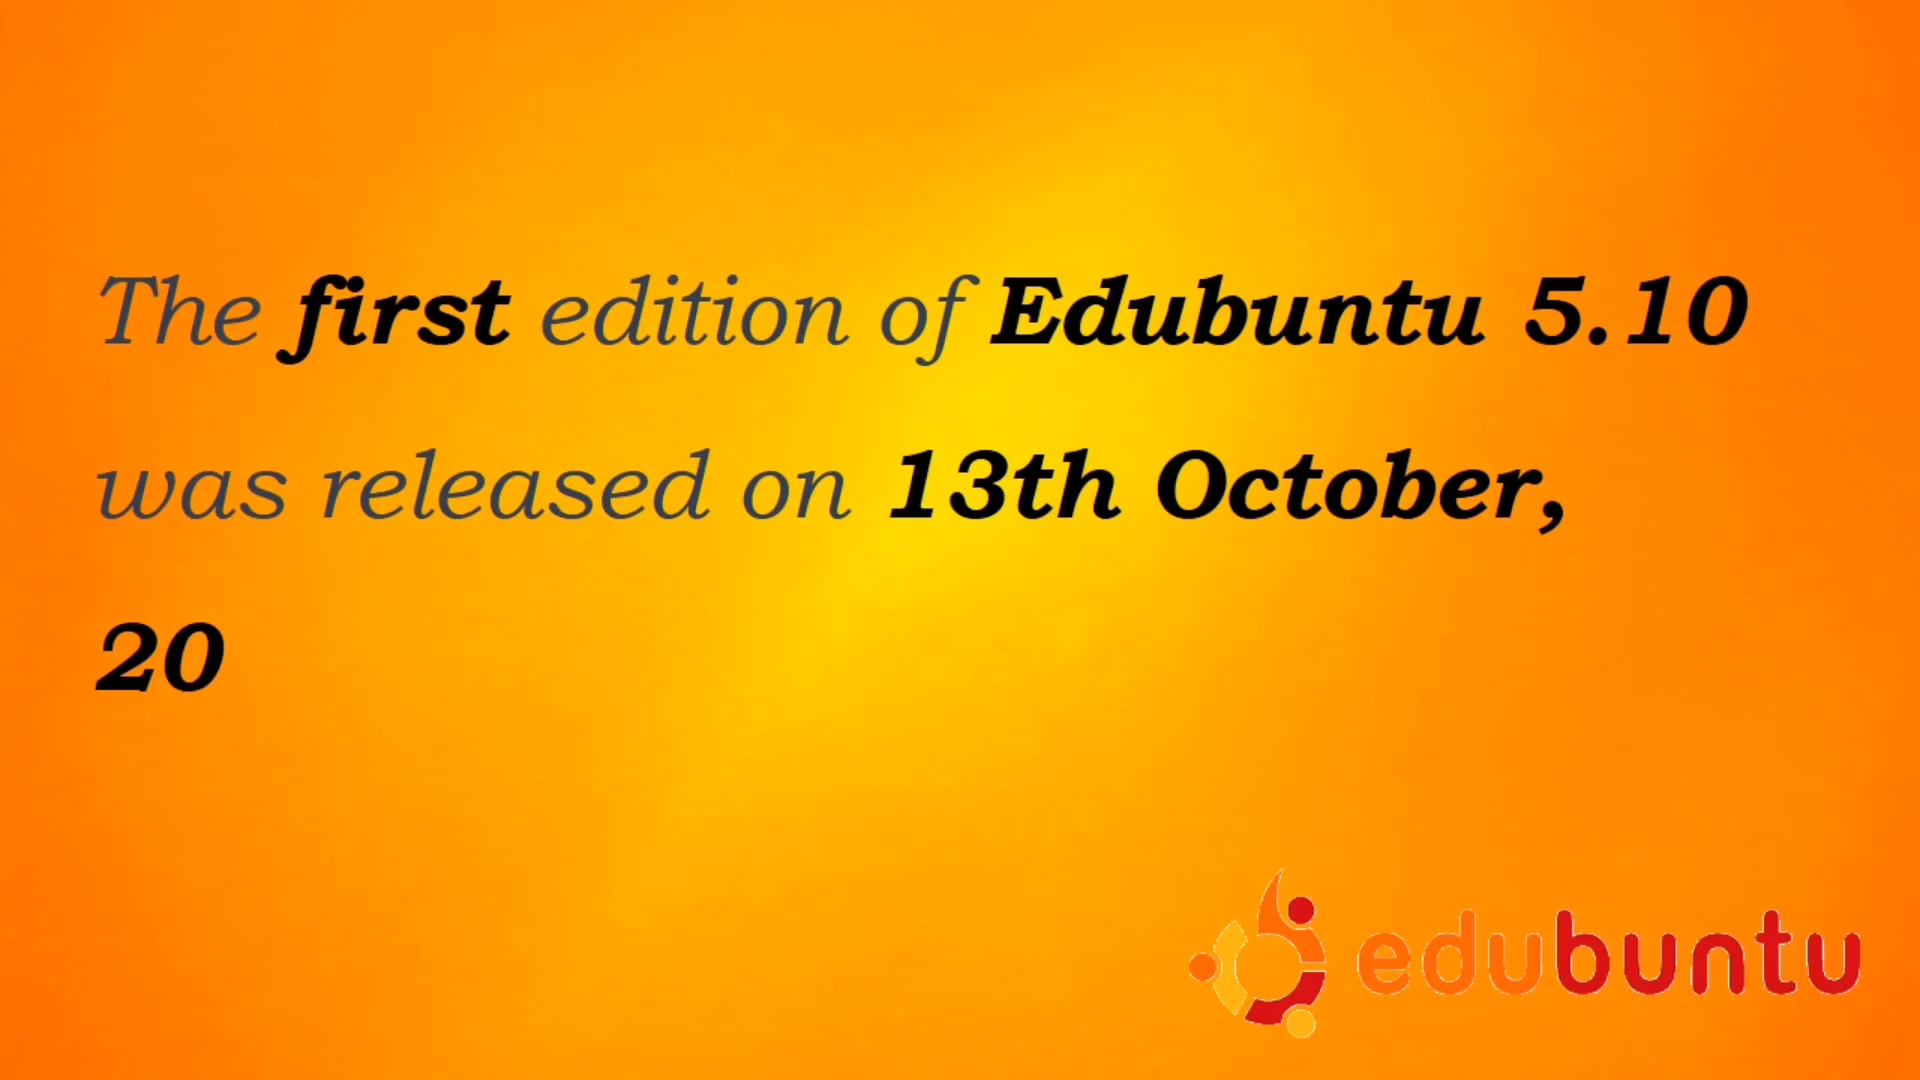 The first edition of Edubuntu 5.10
was released on 13th October,
20
edubuntu